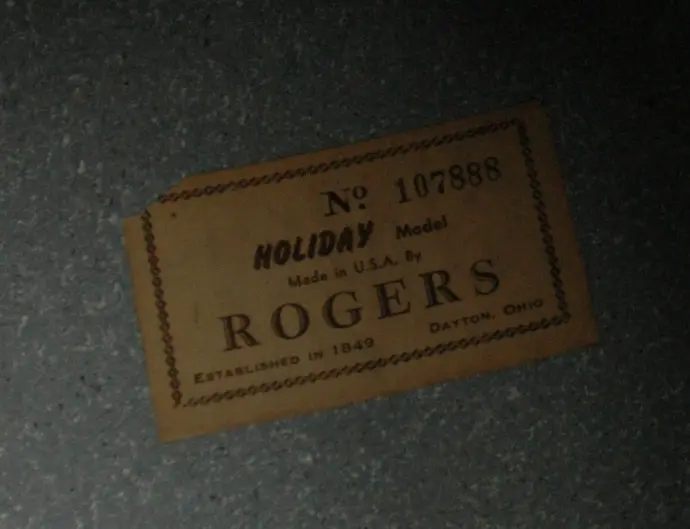 No 107888
HOLIDAY Model
Made in U.S.A. By
ROGERS
ESTABLISHED IN 1849 DAYTON, OHIO